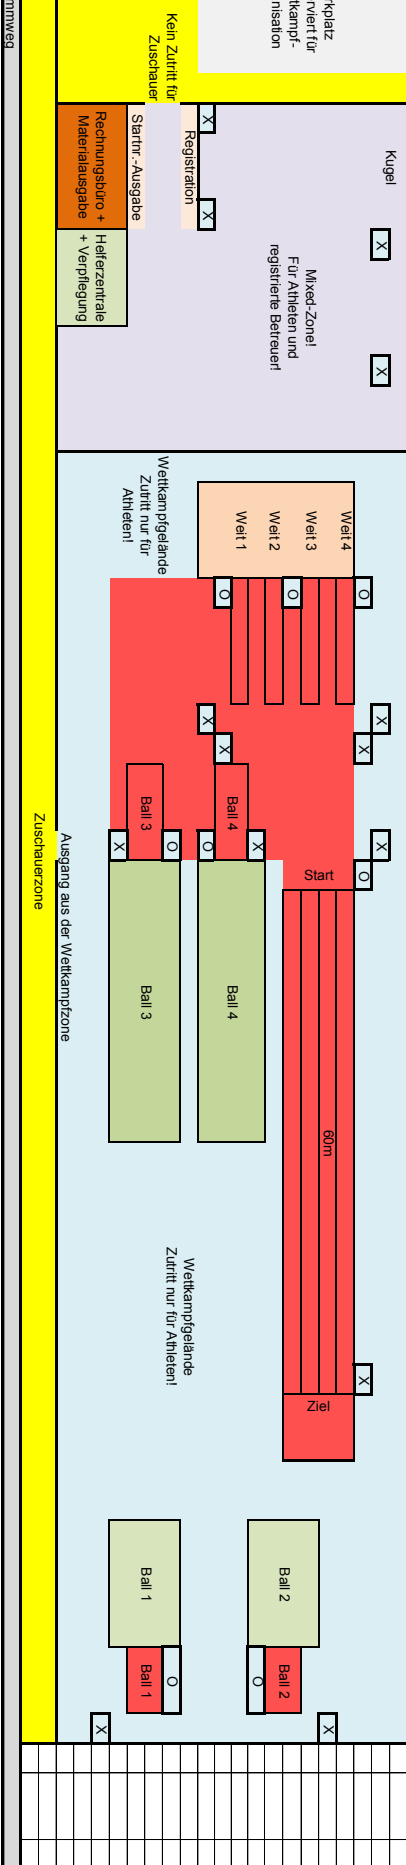 mmweg
rkplatz
rviert für
tkampf-
nisation
Kein Zutritt für
Zuschauer
Kugel
X
X
X
X
Registration
Startnr.-Ausgabe
Rechnungsbüro +
Materialausgabe
Helferzentrale
+ Verpflegung
Mixed-Zone!
Für Athleten und
registrierte Betreuer!
Wettkampfgelände
Zutritt nur für
Athleten!
Weit 4
Weit 3
Weit 2
Weit 1
O
O
O
X
X
X
X
Ball 4
Ball 3
X
X
O
O
X
Start
O
Ball 4
Ball 3
60m
Zuschauerzone
Ausgang aus der Wettkampfzone
Wettkampfgelände
Zutritt nur für Athleten!
X
Ziel
Ball 2
Ball 1
Ball 2
O
O
Ball 1
X
X